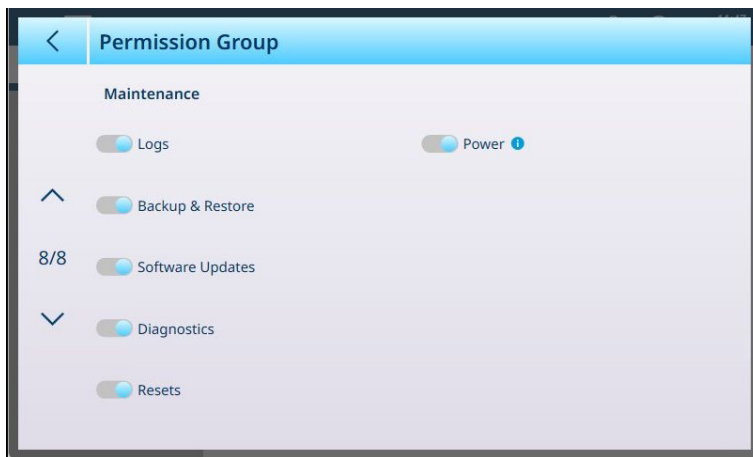 Permission Group
Maintenance
Logs
Power
Backup & Restore
8/8
Software Updates
Diagnostics
Resets